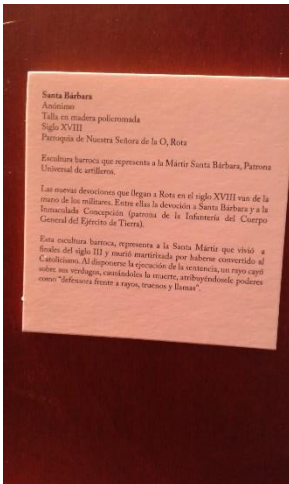 Santa Bárbara
Anónimo
Talla en madera policromada
Siglo XVIII
Parroquia de Nuestra Señora de la O, Rota
Escultura barroca que representa a la Mártir Santa Bárbara, Patrona
Universal de artilleros.
Las nuevas devociones que llegan a Rota en el siglo XVIII van de la
mano de los militares. Entre ellas la devoción a Santa Bárbara y a la
Inmaculada Concepción (patrona de la Infantería del Cuerpo
General del Ejército de Tierra).
Esta escultura barroca, representa a la Santa Mártir que vivió a
finales del siglo III y murió martirizada por haberse convertido al
Catolicismo. Al disponerse la ejecución de la sentencia, un rayo cayó
sobre sus verdugos, causándoles la muerte, atribuyéndosele poderes
como "defensora frente a rayos, truenos y llamas".